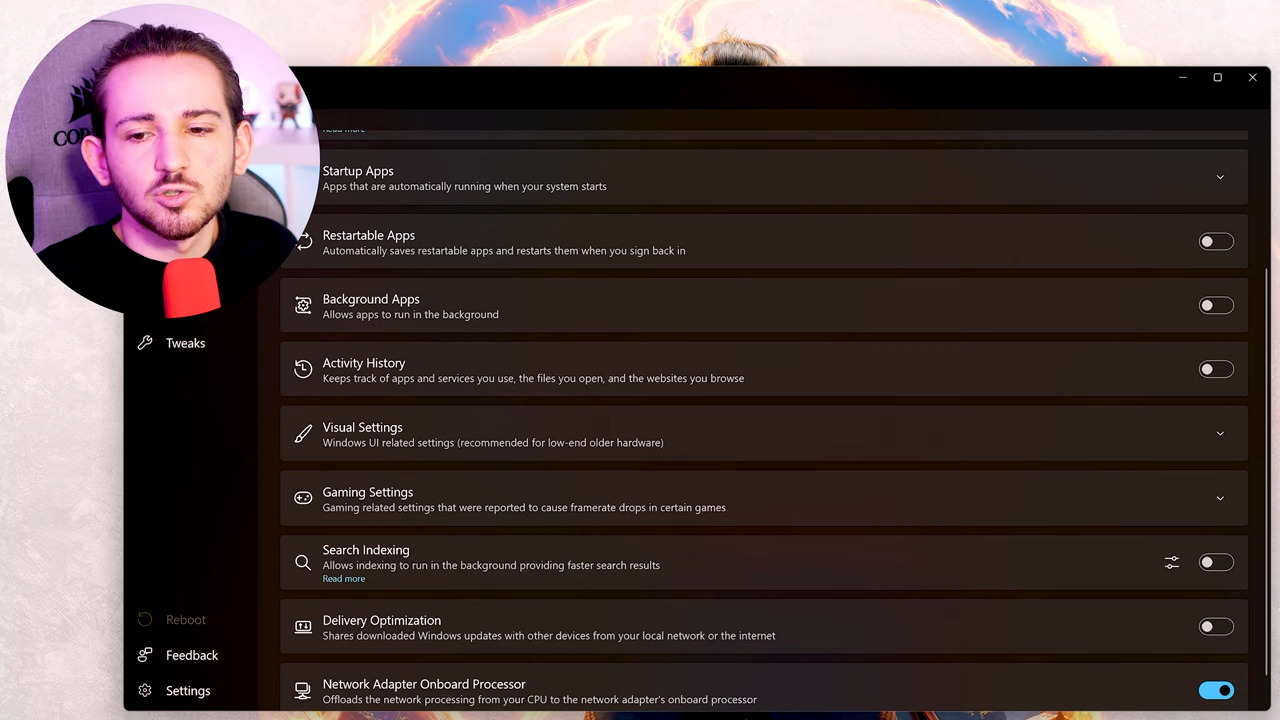 Read more
Startup Apps
Apps that are automatically running when your system starts
Restartable Apps
Automatically saves restartable apps and restarts them when you sign back in
Background Apps
Allows apps to run in the background
Tweaks
Activity History
Keeps track of apps and services you use, the files you open, and the websites you browse
Visual Settings
Windows UI related settings (recommended for low-end older hardware)
Gaming Settings
Gaming related settings that were reported to cause framerate drops in certain games
Search Indexing
Allows indexing to run in the background providing faster search results
Read more
Reboot
Delivery Optimization
Shares downloaded Windows updates with other devices from your local network or the internet
Feedback
Settings
Network Adapter Onboard Processor
Offloads the network processing from your CPU to the network adapter's onboard processor